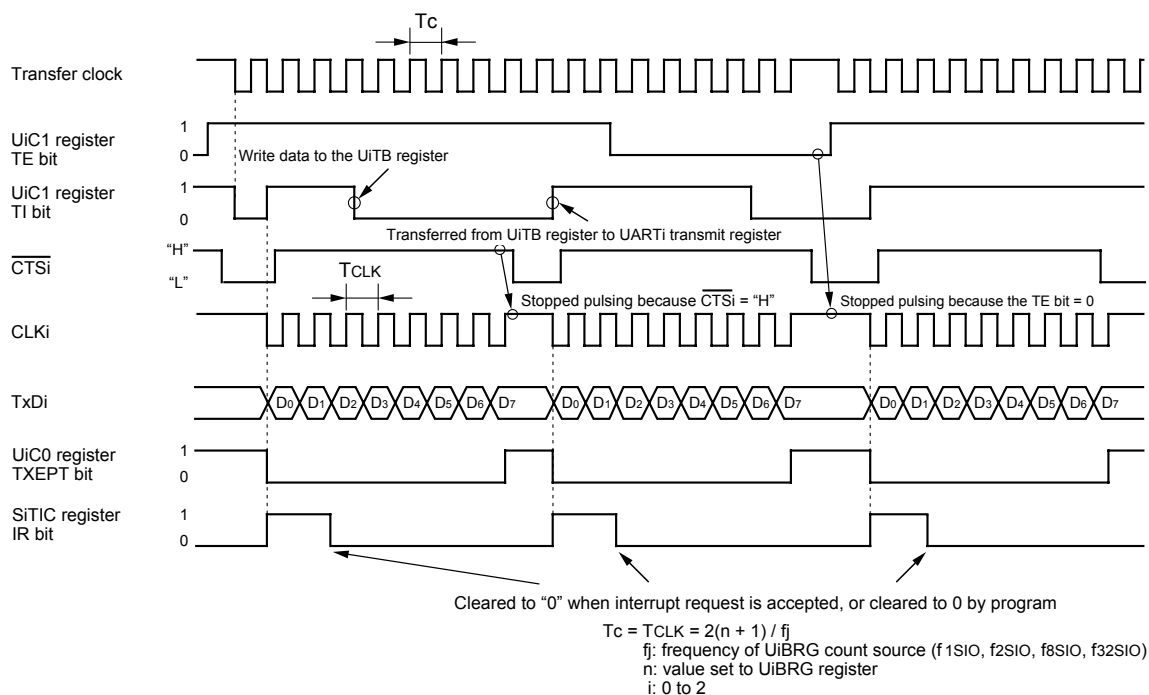 Tc
Transfer clock
UiC1 register
TE bit
1
0
Write data to the UiTB register
UiC1 register
TI bit
1
0
Transferred from UiTB register to UARTi transmit register
CTSi
“H”
“L”
TCLK
Stopped pulsing because CTSi = “H”
Stopped pulsing because the TE bit = 0
CLKi
TxDi
D0 D1 D2 D3 D4 D5 D6 D7 D0 D1 D2 D3 D4 D5 D6 D7 D0 D1 D2 D3 D4 D5 D6 D7
UiC0 register
TXEPT bit
1
0
SiTIC register
IR bit
1
0
Cleared to “0” when interrupt request is accepted, or cleared to 0 by program
Tc = TCLK = 2(n + 1) / fj
fj: frequency of UiBRG count source (f1SIO, f2SIO, f8SIO, f32SIO)
n: value set to UiBRG register
i: 0 to 2